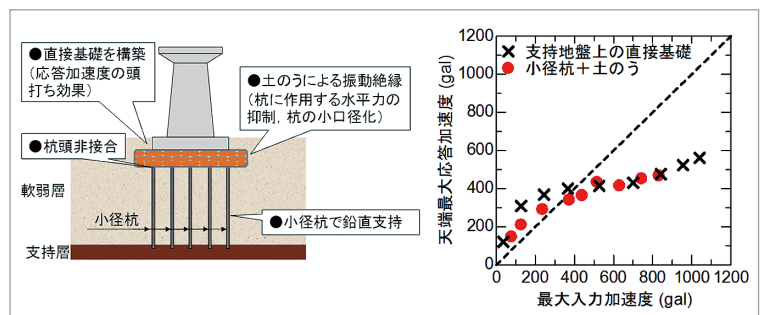 ●直接基礎を構築
(応答加速度の頭
打ち効果)
●土のうによる振動絶縁
(杭に作用する水平力の
抑制，杭の小口径化)
●杭頭非接合
軟弱層
小径杭
●小径杭で鉛直支持
支持層
天端最大応答加速度 (gal)
1200
1000
800
600
400
200
0
支持地盤上の直接基礎
小径杭＋土のう
0 200 400 600 800 1000 1200
最大入力加速度 (gal)